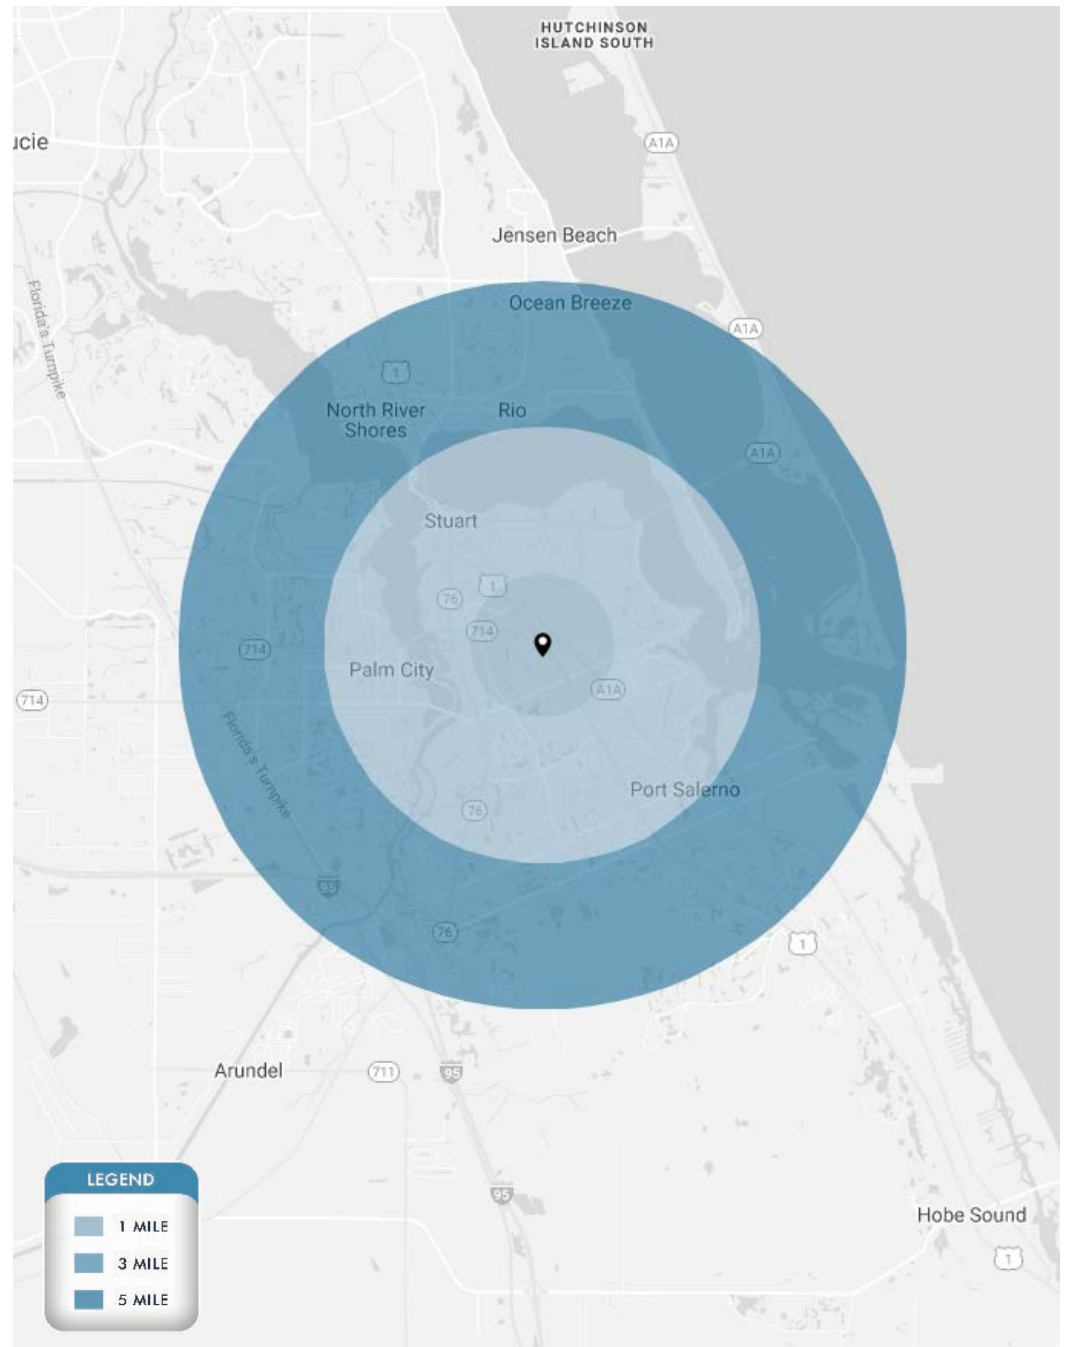 HUTCHINSON
ISLAND SOUTH
ucie
A1A
Jensen Beach
Florida's Turnpike
Ocean Breeze
A1A
1
North River
Shores
Rio
A1A
Stuart
1
76
714
714
Palm City
A1A
714
Florida's Turnpike
Port Salerno
76
95
76
1
Arundel
711
95
LEGEND
1 MILE
3 MILE
5 MILE
95
Hobe Sound
1